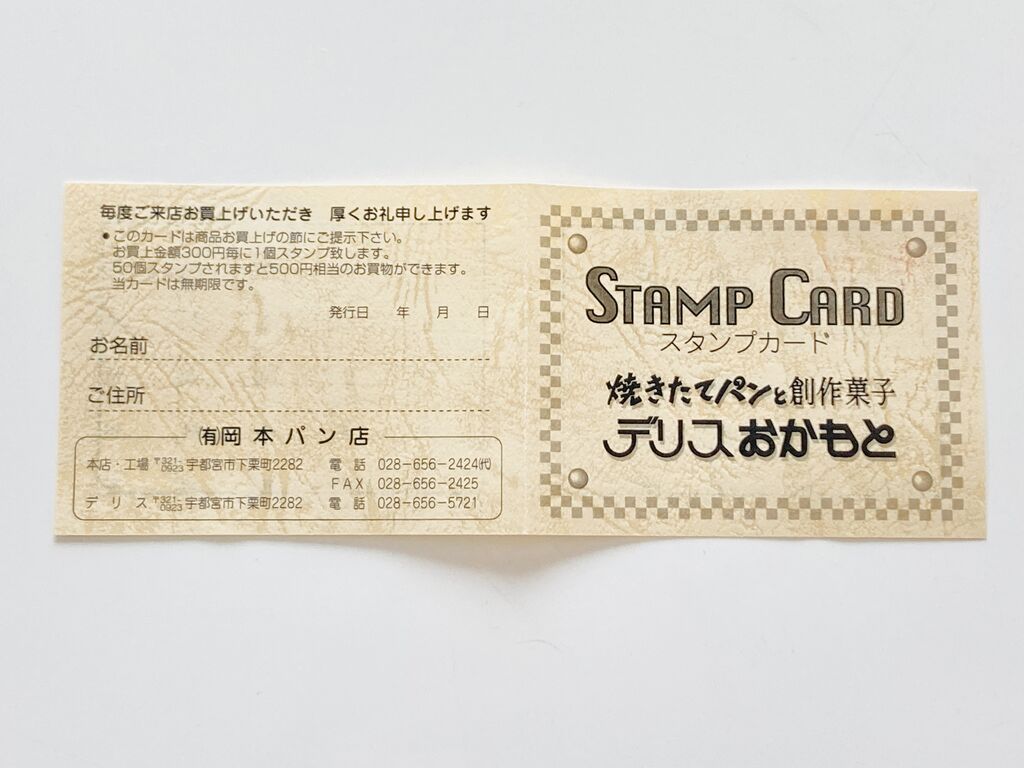 毎度ご来店お買上げいただき 厚くお礼申し上げます
●このカードは商品お買上げの節にご提示下さい。
お買上金額300円毎に1個スタンプ致します。
50個スタンプされますと500円相当のお買物ができます。
当カードは無期限です。
発行日 年 月 日
お名前
ご住所
㈲岡本パン店
本店・工場 〒321-0923 宇都宮市下栗町2282 電話 028-656-2424㈹
FAX 028-656-2425
デリス 〒321-0923 宇都宮市下栗町2282 電話 028-656-5721
STAMP CARD
スタンプカード
焼きたてパンと創作菓子
デリスおかもと